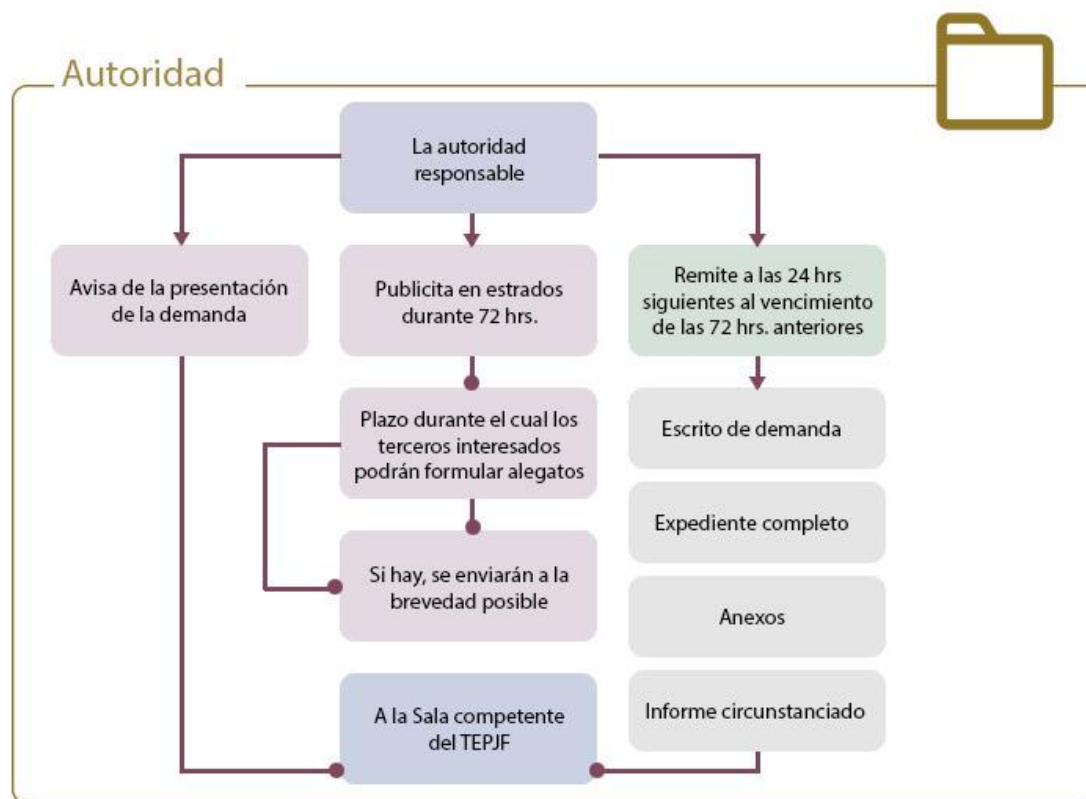 Autoridad
La autoridad
responsable
Avisa de la presentación
de la demanda
Publicita en estrados
durante 72 hrs.
Remite a las 24 hrs
siguientes al vencimiento
de las 72 hrs. anteriores
Plazo durante el cual los
terceros interesados
podrán formular alegatos
Si hay, se enviarán a la
brevedad posible
A la Sala competente
del TEPJF
Escrito de demanda
Expediente completo
Anexos
Informe circunstanciado